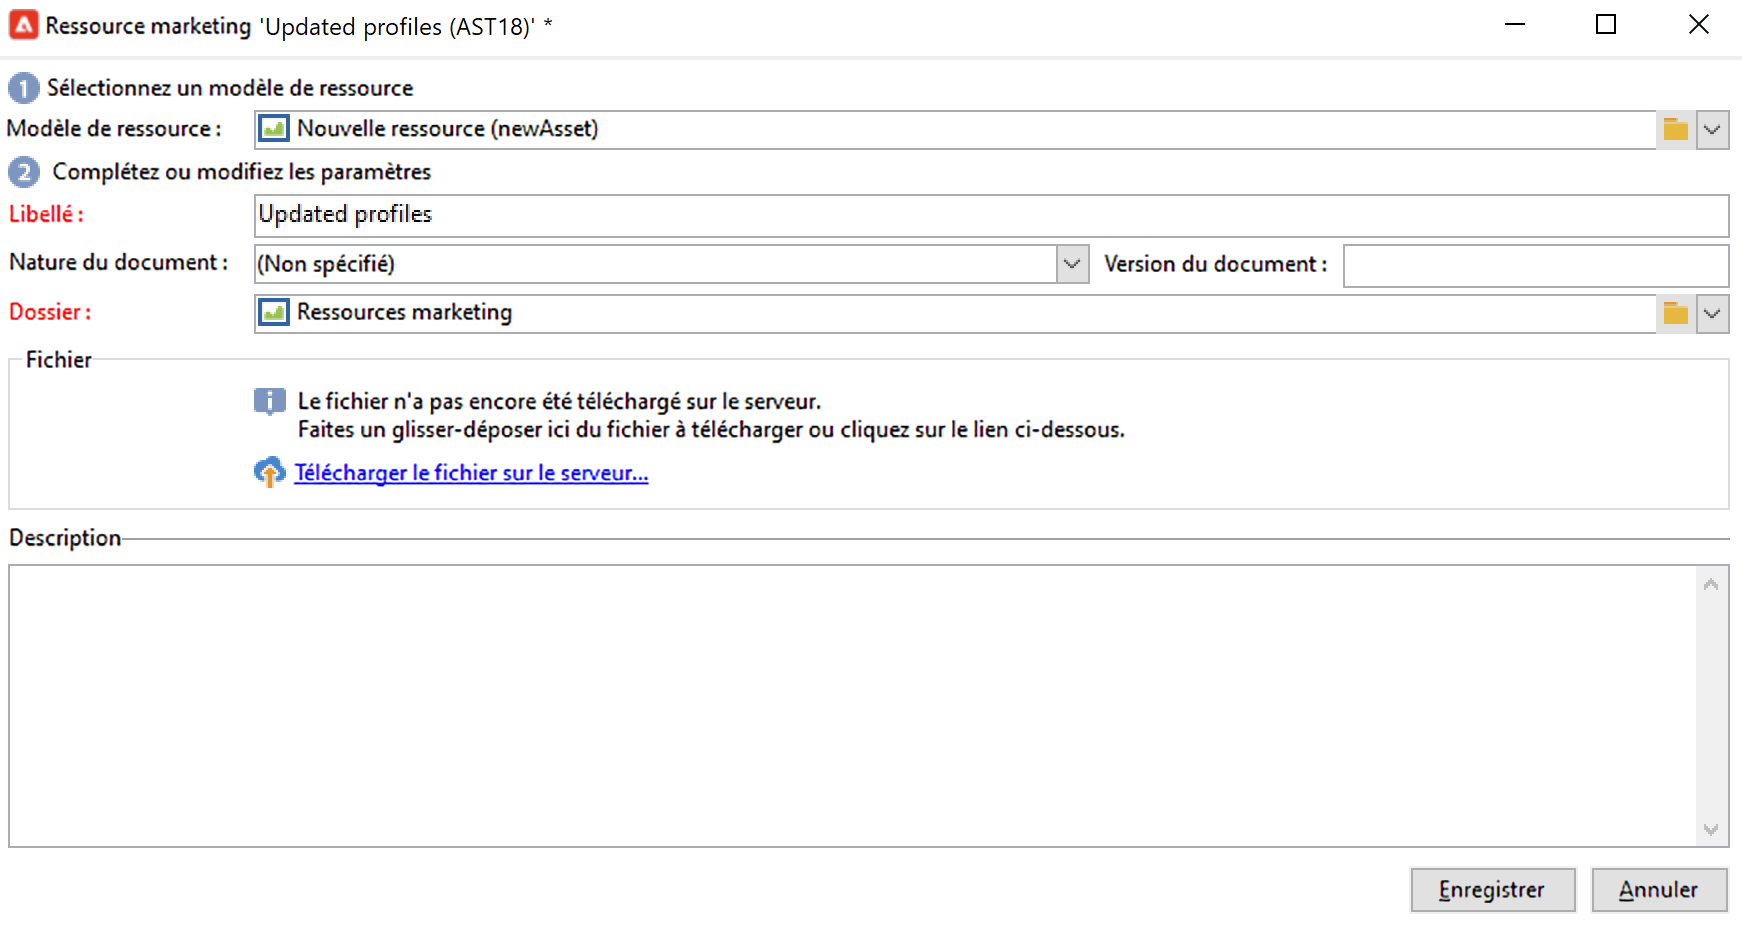 Ressource marketing 'Updated profiles (AST18)' *
1 Sélectionnez un modèle de ressource
Modèle de ressource : Nouvelle ressource (newAsset)
2 Complétez ou modifiez les paramètres
Libellé : Updated profiles
Nature du document : (Non spécifié) Version du document :
Dossier : Ressources marketing
Fichier
Le fichier n'a pas encore été téléchargé sur le serveur.
Faites un glisser-déposer ici du fichier à télécharger ou cliquez sur le lien ci-dessous.
Télécharger le fichier sur le serveur...
Description
Enregistrer Annuler